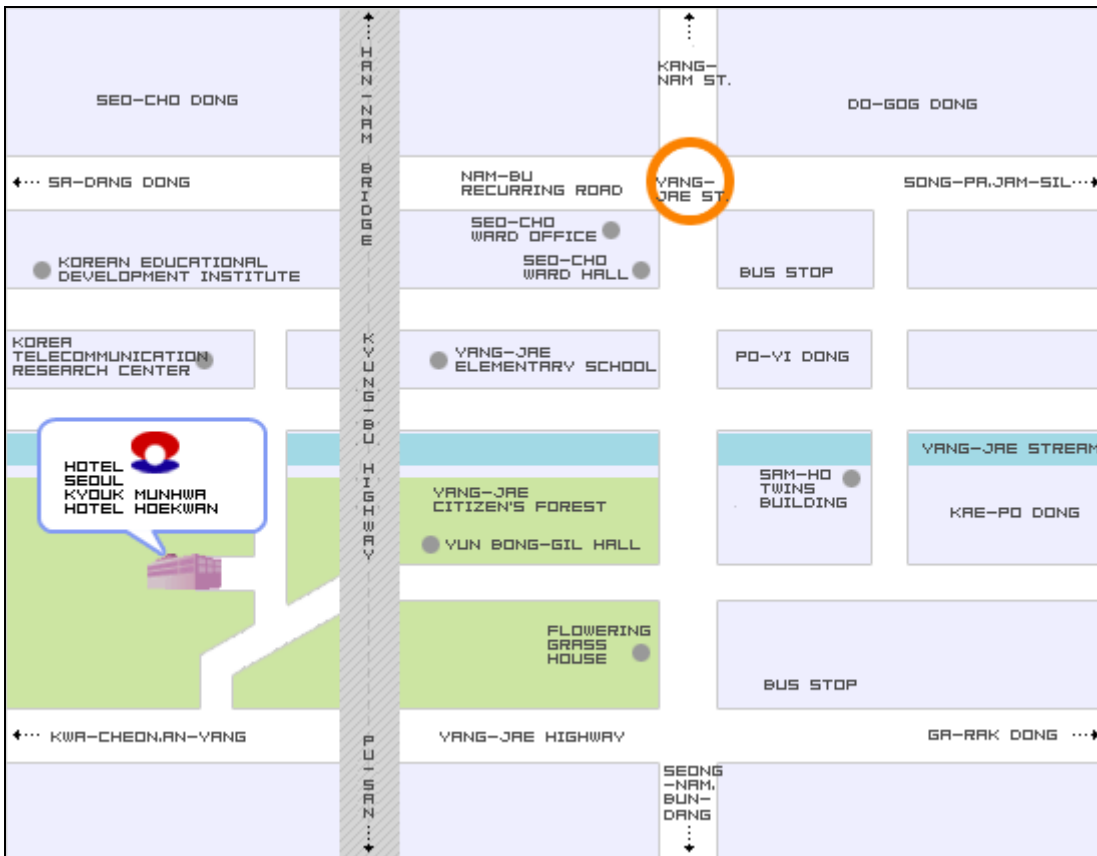 HAN-NAM BRIDGE
KANG-
NAM ST.
SEO-CHO DONG
DO-GOG DONG
SA-DANG DONG
NAM-BU
RECURRING ROAD
YANG-
JAE ST.
SONG-PA.JAM-SIL
SEO-CHO
WARD OFFICE
SEO-CHO
WARD HALL
KOREAN EDUCATIONAL
DEVELOPMENT INSTITUTE
BUS STOP
KYUNG-BU HIGHWAY
KOREA
TELECOMMUNICATION
RESEARCH CENTER
YANG-JAE
ELEMENTARY SCHOOL
PO-YI DONG
YANG-JAE STREAM
HOTEL
SEOUL
KYOUK MUNHWA
HOTEL HOEKWAN
SAM-HO
TWINS
BUILDING
YANG-JAE
CITIZEN'S FOREST
KAE-PO DONG
YUN BONG-GIL HALL
FLOWERING
GRASS
HOUSE
BUS STOP
KWA-CHEON.AN-YANG
YANG-JAE HIGHWAY
GA-RAK DONG
PU-SAN
SEONG
-NAM.
BUN-
DANG